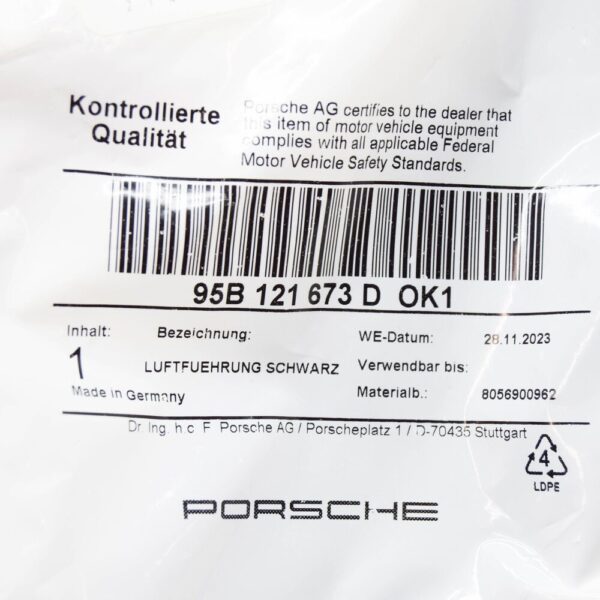 Kontrollierte
Qualität
Porsche AG certifies to the dealer that
this item of motor vehicle equipment
complies with all applicable Federal
Motor Vehicle Safety Standards.
95B 121 673 D OK1
Inhalt: Bezeichnung: WE-Datum: 28.11.2023
1 LUFTFUEHRUNG SCHWARZ Verwendbar bis:
Made in Germany Materialb.: 8056900962
Dr. Ing. h.c. F. Porsche AG / Porscheplatz 1 / D-70435 Stuttgart
4
LDPE
PORSCHE